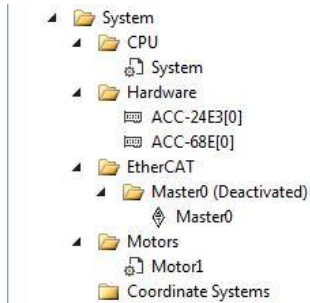 System
CPU
System
Hardware
ACC-24E3[0]
ACC-68E[0]
EtherCAT
Master0 (Deactivated)
Master0
Motors
Motor1
Coordinate Systems